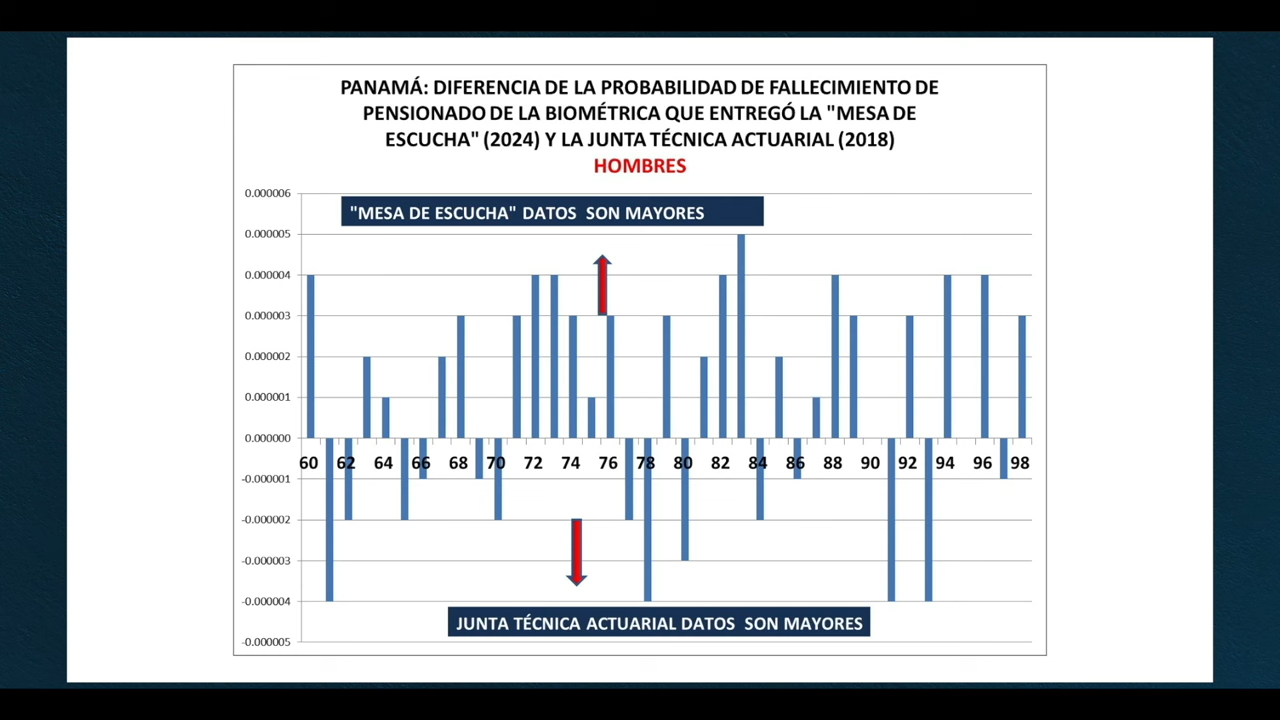 PANAMÁ: DIFERENCIA DE LA PROBABILIDAD DE FALLECIMIENTO DE
PENSIONADO DE LA BIOMÉTRICA QUE ENTREGÓ LA "MESA DE
ESCUCHA" (2024) Y LA JUNTA TÉCNICA ACTUARIAL (2018)
HOMBRES
0.000006
"MESA DE ESCUCHA" DATOS SON MAYORES
0.000005
0.000004
0.000003
0.000002
0.000001
0.000000
60 62 64 66 68 70 72 74 76 78 80 82 84 86 88 90 92 94 96 98
-0.000001
-0.000002
-0.000003
-0.000004
JUNTA TÉCNICA ACTUARIAL DATOS SON MAYORES
-0.000005